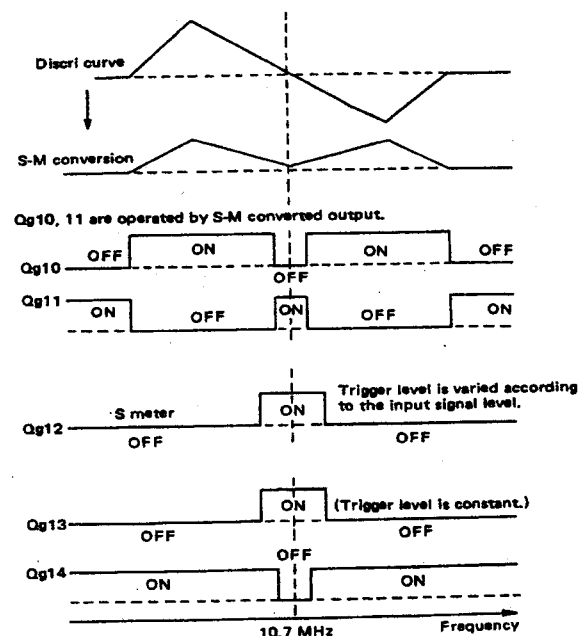 Discri curve
S-M conversion
Qg10, 11 are operated by S-M converted output.
OFF ON ON OFF
Qg10 OFF
Qg11
ON OFF ON OFF ON
Trigger level is varied according
to the input signal level.
S meter ON
Qg12
OFF OFF
ON (Trigger level is constant.)
Qg13
OFF OFF
OFF
Qg14
ON ON
10.7 MHz Frequency